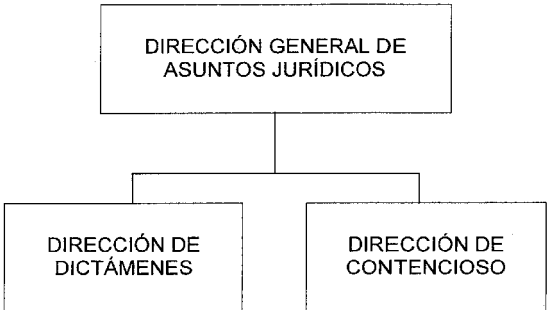 DIRECCIÓN GENERAL DE
ASUNTOS JURÍDICOS
DIRECCIÓN DE
DICTÁMENES
DIRECCIÓN DE
CONTENCIOSO